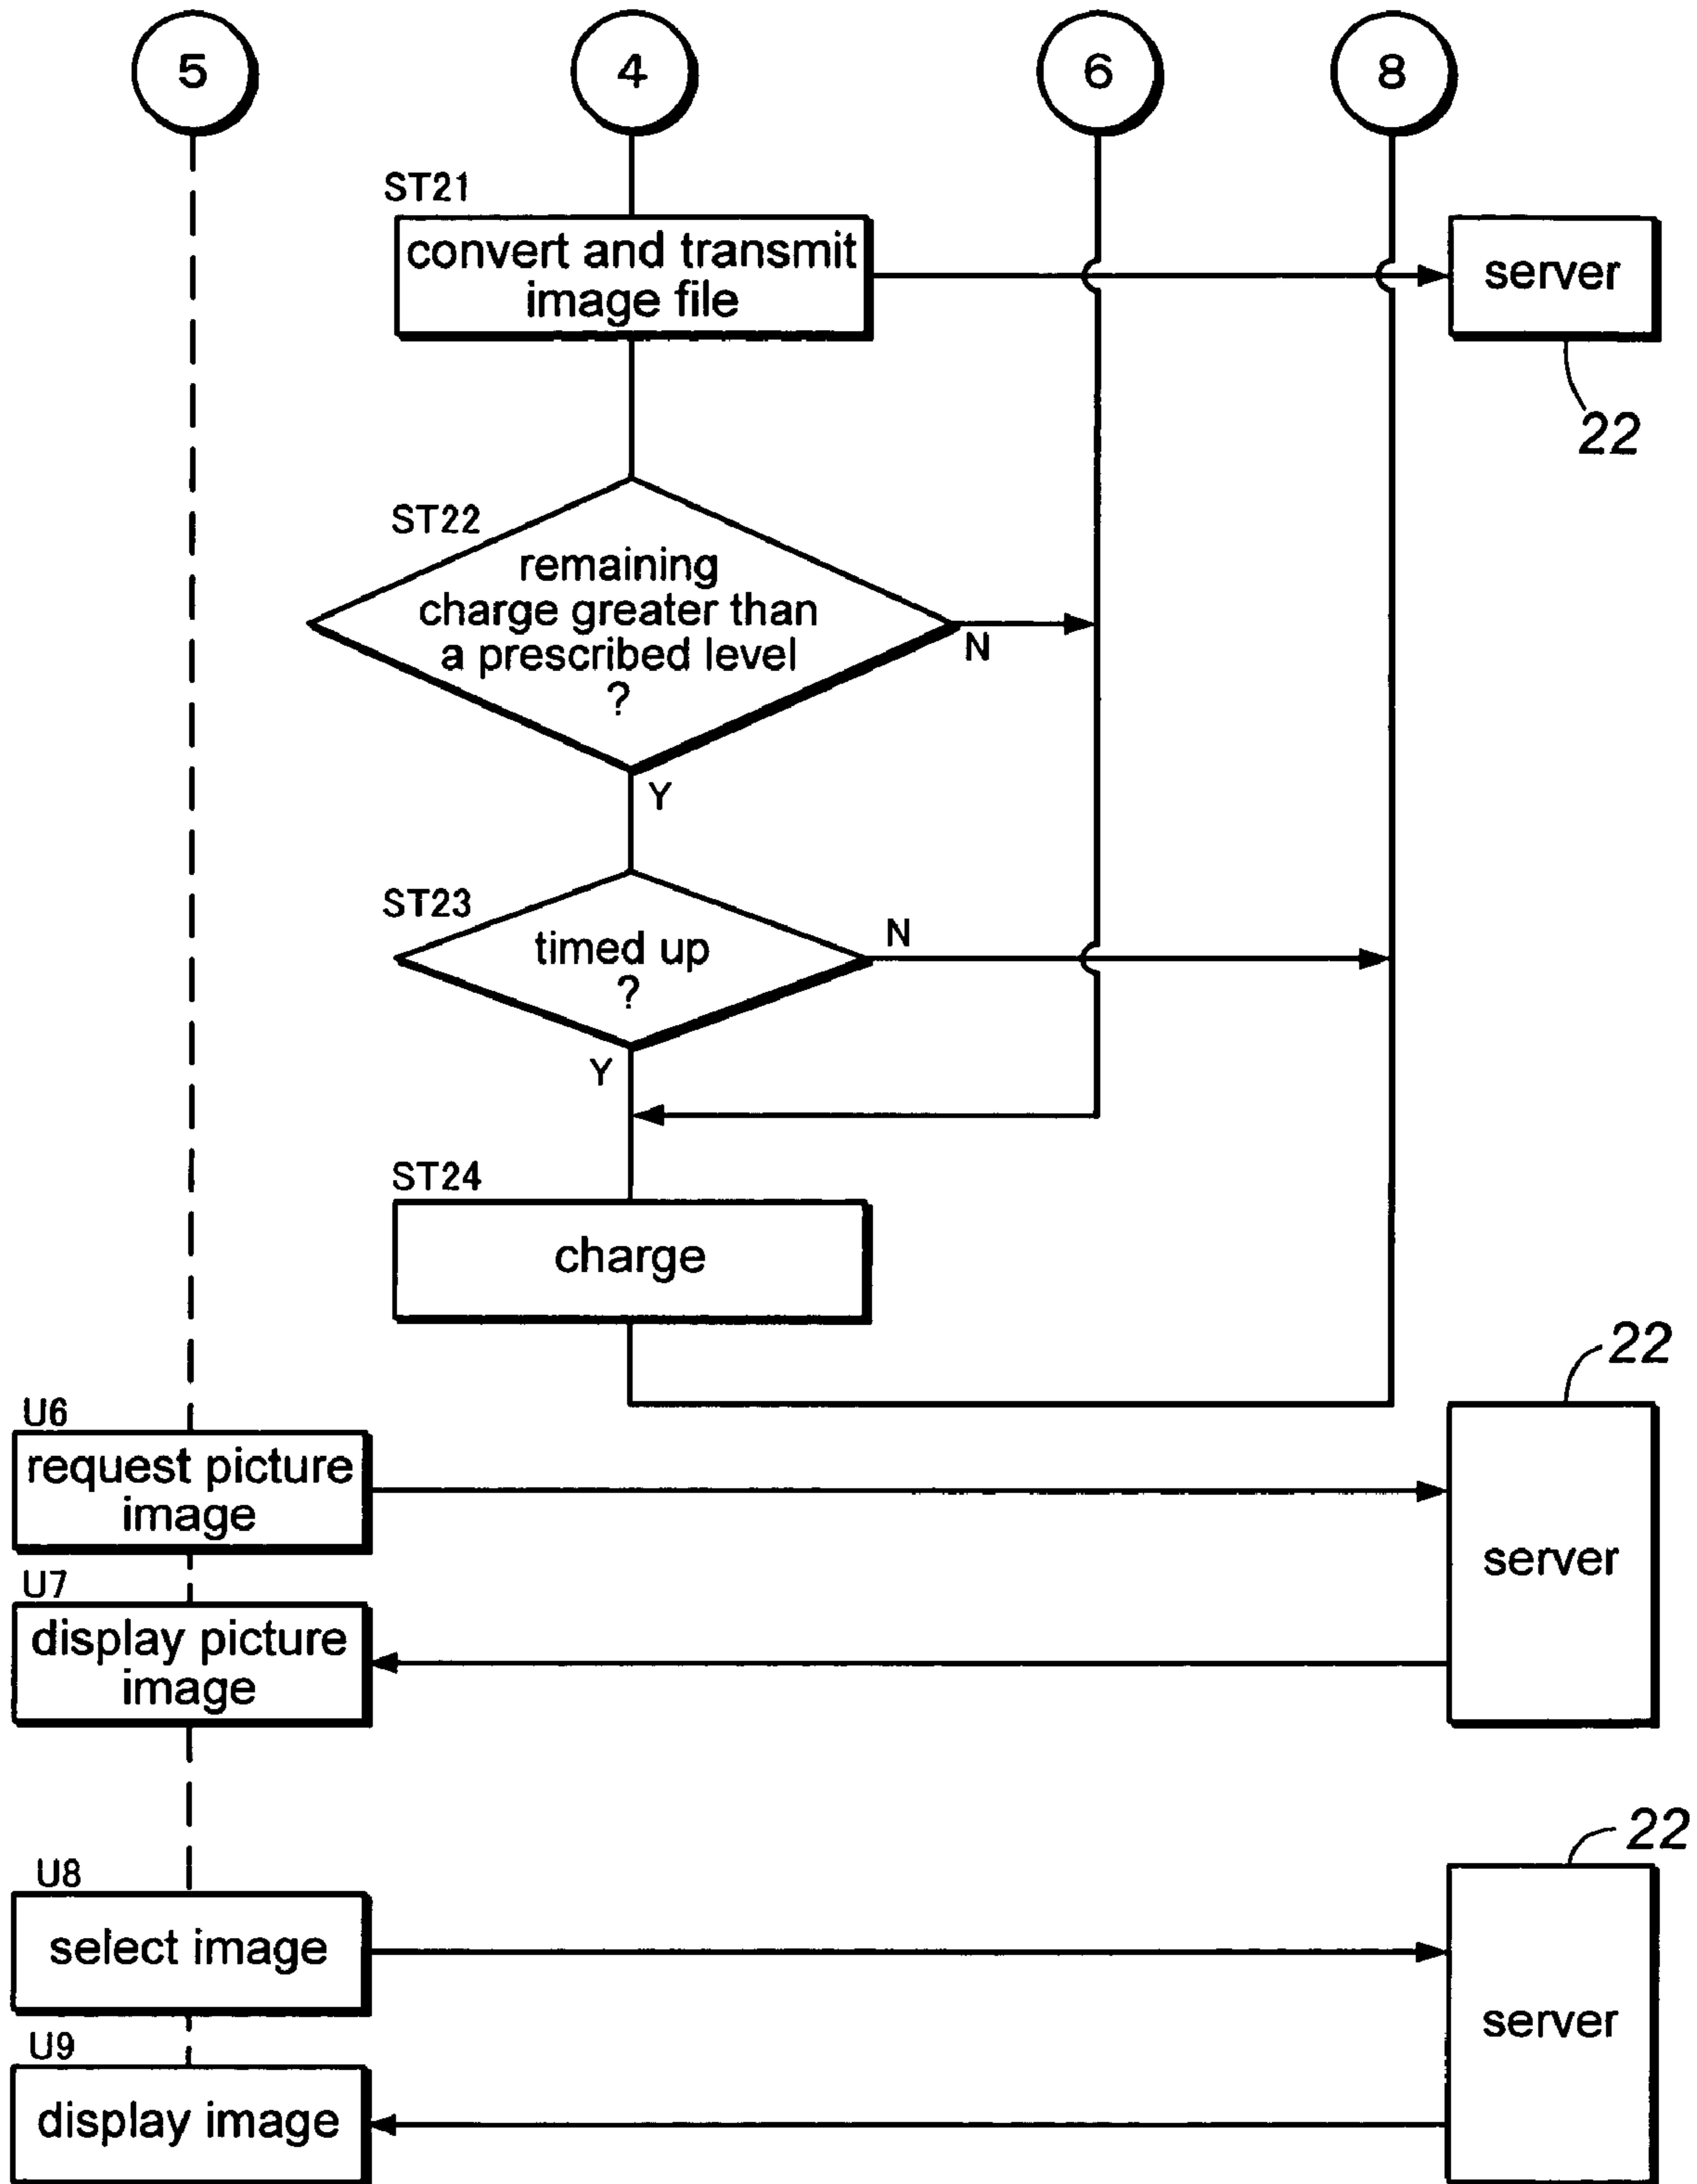 5
4
6
8
ST21
convert and transmit
image file
server
22
ST22
remaining
charge greater than
a prescribed level
?
N
Y
ST23
timed up
?
N
Y
ST24
charge
22
U6
request picture
image
server
U7
display picture
image
22
U8
select image
server
U9
display image